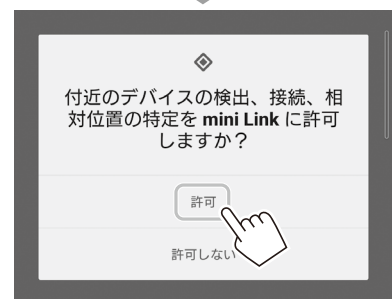 付近のデバイスの検出、接続、相
対位置の特定を mini Link に許可
しますか？
許可
許可しない